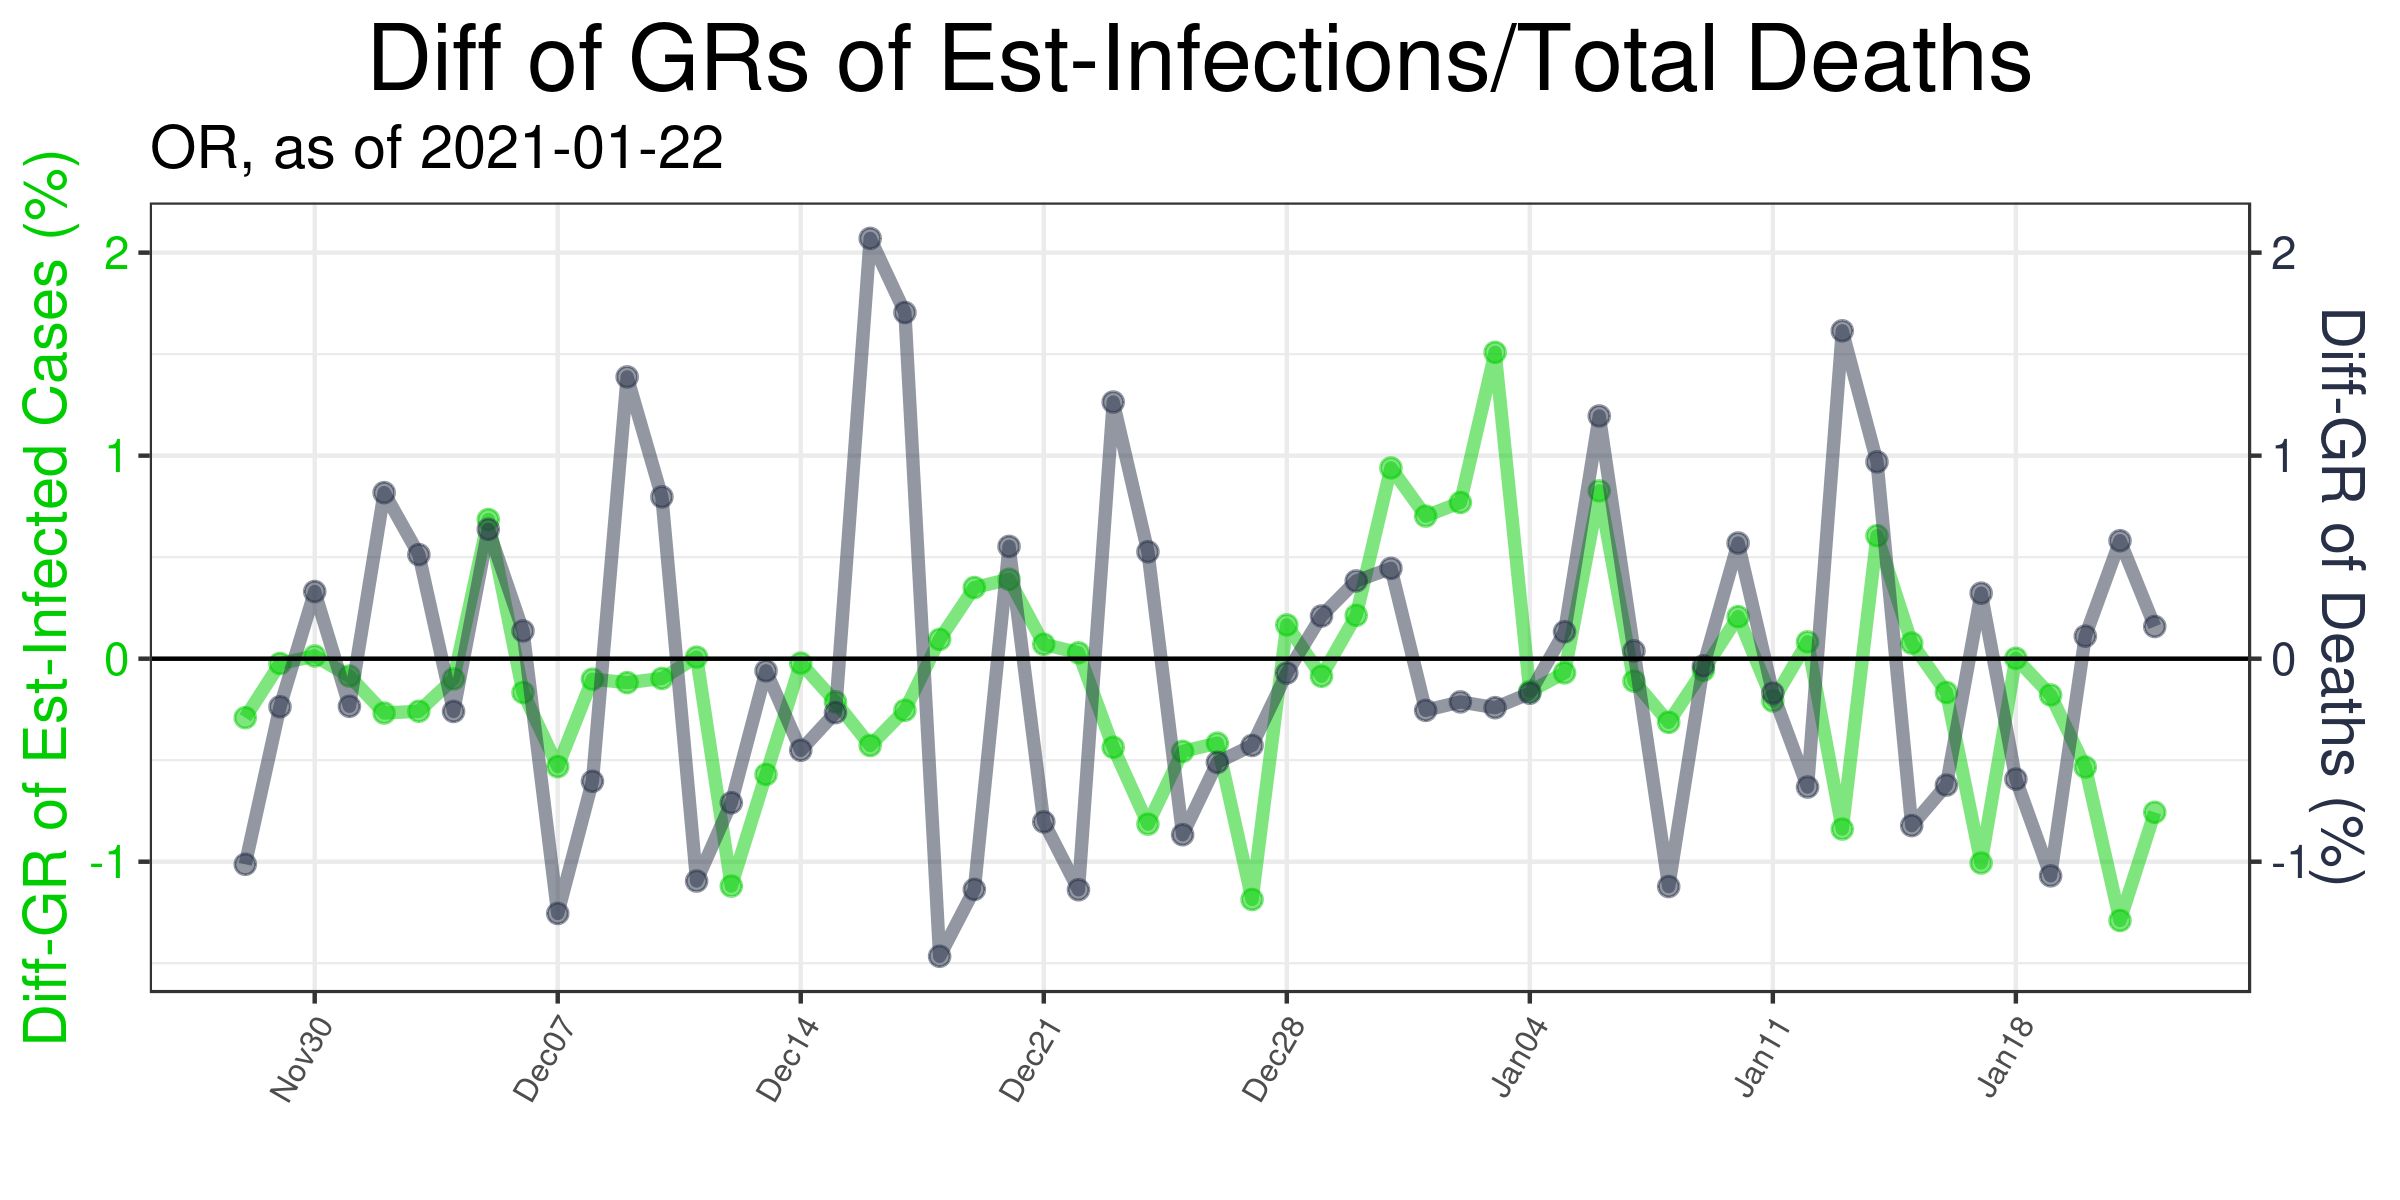 Diff of GRs of Est-Infections/Total Deaths
OR, as of 2021-01-22
Diff-GR of Est-Infected Cases (%)
2
1
0
-1
2
1
0
-1
Diff-GR of Deaths (%)
Nov30
Dec07
Dec14
Dec21
Dec28
Jan04
Jan11
Jan18